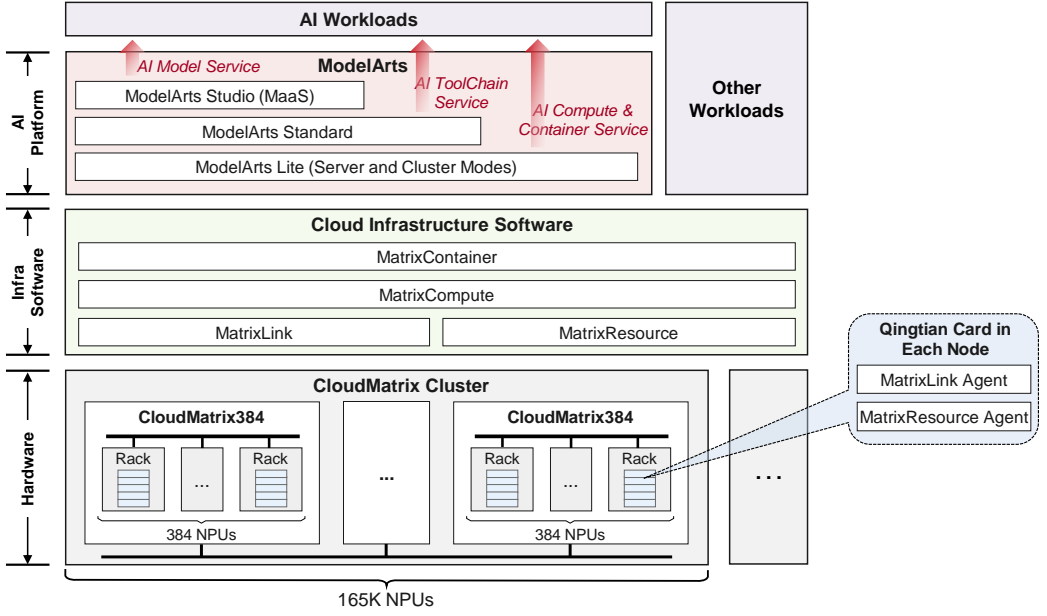 AI Workloads
AI Model Service
ModelArts
AI ToolChain
Service
AI Compute &
Container Service
ModelArts Studio (MaaS)
ModelArts Standard
ModelArts Lite (Server and Cluster Modes)
Other
Workloads
AI
Platform
Cloud Infrastructure Software
MatrixContainer
MatrixCompute
MatrixLink
MatrixResource
Infra
Software
Qingtian Card in
Each Node
MatrixLink Agent
MatrixResource Agent
Hardware
CloudMatrix Cluster
CloudMatrix384
Rack
...
Rack
384 NPUs
...
CloudMatrix384
Rack
...
Rack
384 NPUs
...
165K NPUs